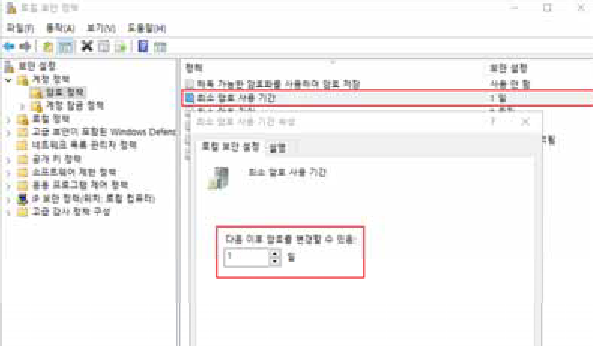 로컬 보안 정책
파일(F) 동작(A) 보기(V) 도움말(H)
보안 설정
계정 정책
암호 정책
계정 잠금 정책
로컬 정책
고급 보안이 포함된 Windows Defend
네트워크 목록 관리자 정책
공개 키 정책
소프트웨어 제한 정책
응용 프로그램 제어 정책
IP 보안 정책(위치: 로컬 컴퓨터)
고급 감사 정책 구성
정책 보안 설정
해독 가능한 암호화를 사용하여 암호 저장 사용 안 함
최소 암호 사용 기간 1 일
최소 암호 사용 기간 속성 ?
로컬 보안 설정 설명
최소 암호 사용 기간
다음 이후 암호를 변경할 수 있음:
1 일